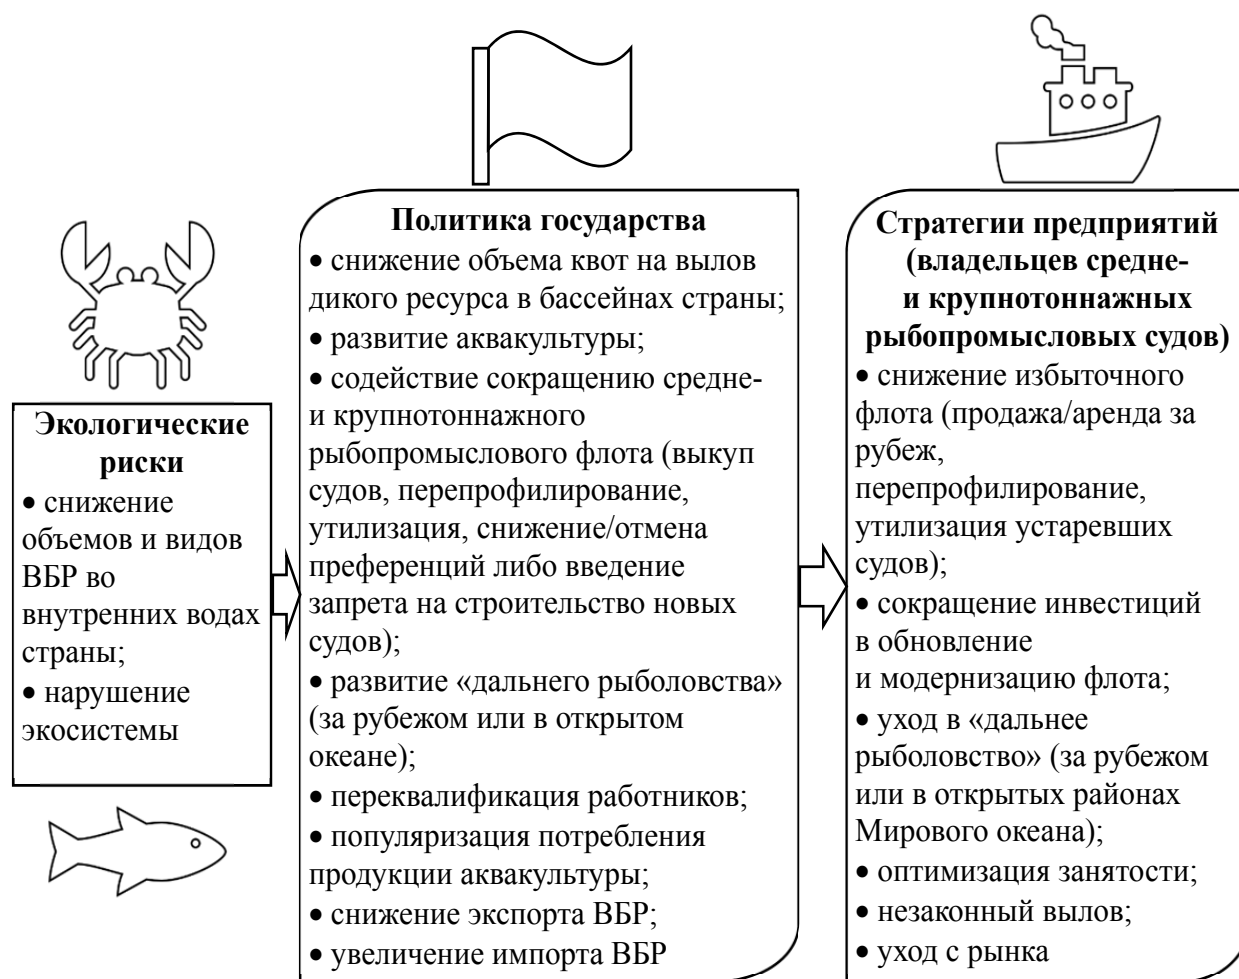 Экологические
риски
• снижение
объемов и видов
ВБР во
внутренних водах
страны;
• нарушение
экосистемы
Политика государства
• снижение объема квот на вылов
дикого ресурса в бассейнах страны;
• развитие аквакультуры;
• содействие сокращению средне-
и крупнотоннажного
рыбопромыслового флота (выкуп
судов, перепрофилирование,
утилизация, снижение/отмена
преференций либо введение
запрета на строительство новых
судов);
• развитие «дальнего рыболовства»
(за рубежом или в открытом
океане);
• переквалификация работников;
• популяризация потребления
продукции аквакультуры;
• снижение экспорта ВБР;
• увеличение импорта ВБР
Стратегии предприятий
(владельцев средне-
и крупнотоннажных
рыбопромысловых судов)
• снижение избыточного
флота (продажа/аренда за
рубеж,
перепрофилирование,
утилизация устаревших
судов);
• сокращение инвестиций
в обновление
и модернизацию флота;
• уход в «дальнее
рыболовство» (за рубежом
или в открытых районах
Мирового океана);
• оптимизация занятости;
• незаконный вылов;
• уход с рынка